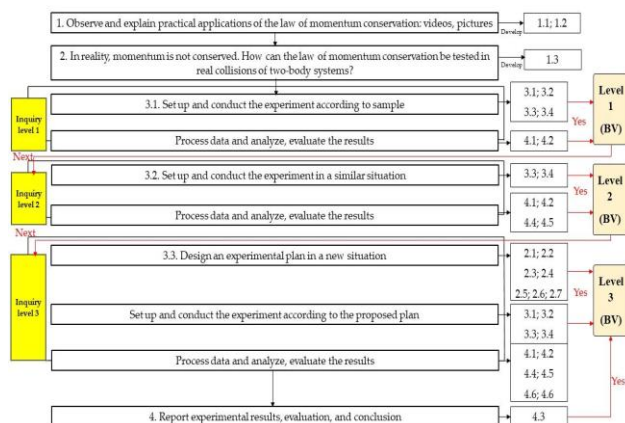 1. Observe and explain practical applications of the law of momentum conservation: videos, pictures
Develop
1.1; 1.2
2. In reality, momentum is not conserved. How can the law of momentum conservation be tested in
real collisions of two-body systems?
Develop
1.3
Inquiry
level 1
3.1. Set up and conduct the experiment according to sample
3.1; 3.2
3.3; 3.4
Yes
Level
1
(BV)
Process data and analyze, evaluate the results
4.1; 4.2
Next
Inquiry
level 2
3.2. Set up and conduct the experiment in a similar situation
3.3; 3.4
Yes
Level
2
(BV)
Process data and analyze, evaluate the results
4.1; 4.2
4.4; 4.5
Next
Inquiry
level 3
3.3. Design an experimental plan in a new situation
2.1; 2.2
2.3; 2.4
2.5; 2.6; 2.7
Yes
Level
3
(BV)
Set up and conduct the experiment according to the proposed plan
3.1; 3.2
3.3; 3.4
Process data and analyze, evaluate the results
4.1; 4.2
4.4; 4.5
4.6; 4.6
Yes
4. Report experimental results, evaluation, and conclusion
4.3